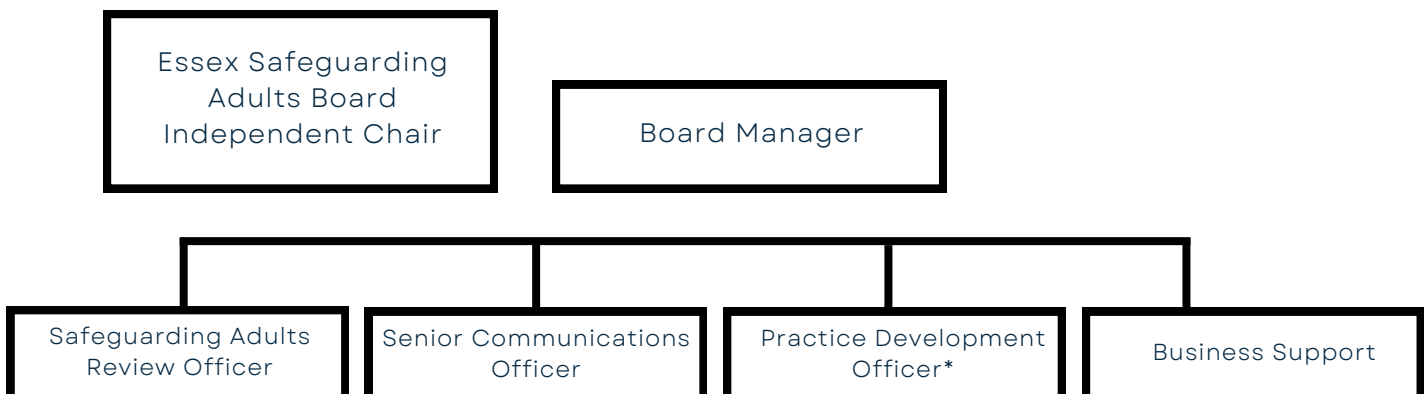 Essex Safeguarding
Adults Board
Independent Chair
Board Manager
Safeguarding Adults
Review Officer
Senior Communications
Officer
Practice Development
Officer*
Business Support